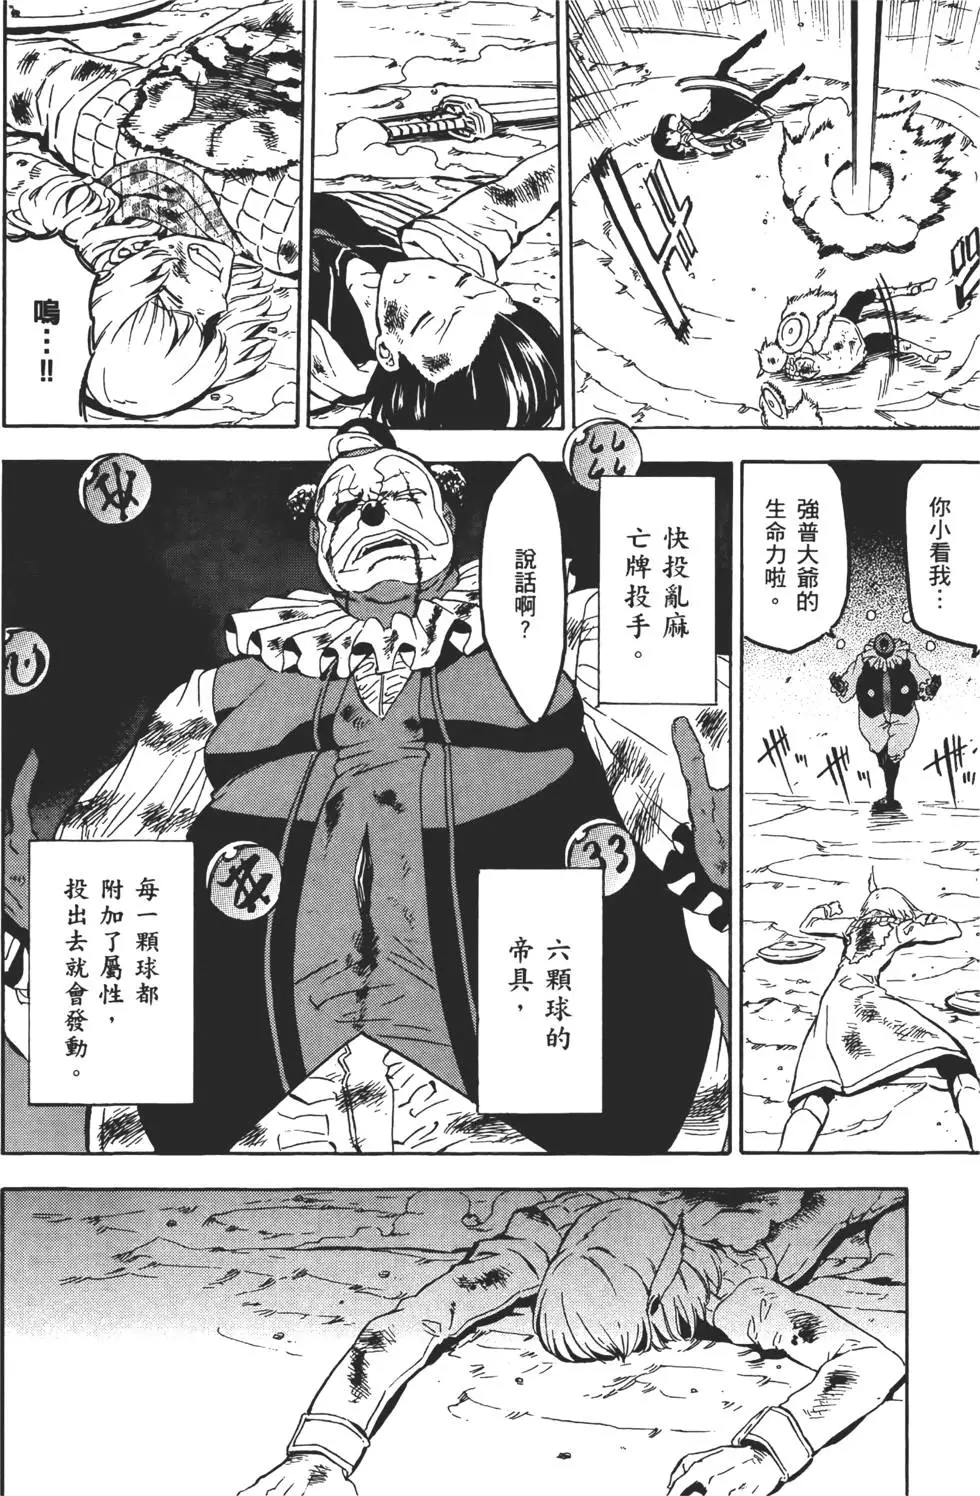 嗚…!!
你小看我…
強普大爺的
生命力啦。
快投亂麻
亡牌投手。
說話啊？
六顆球的
帝具，
每一顆球都
附加了屬性，
投出去就會發動。
33